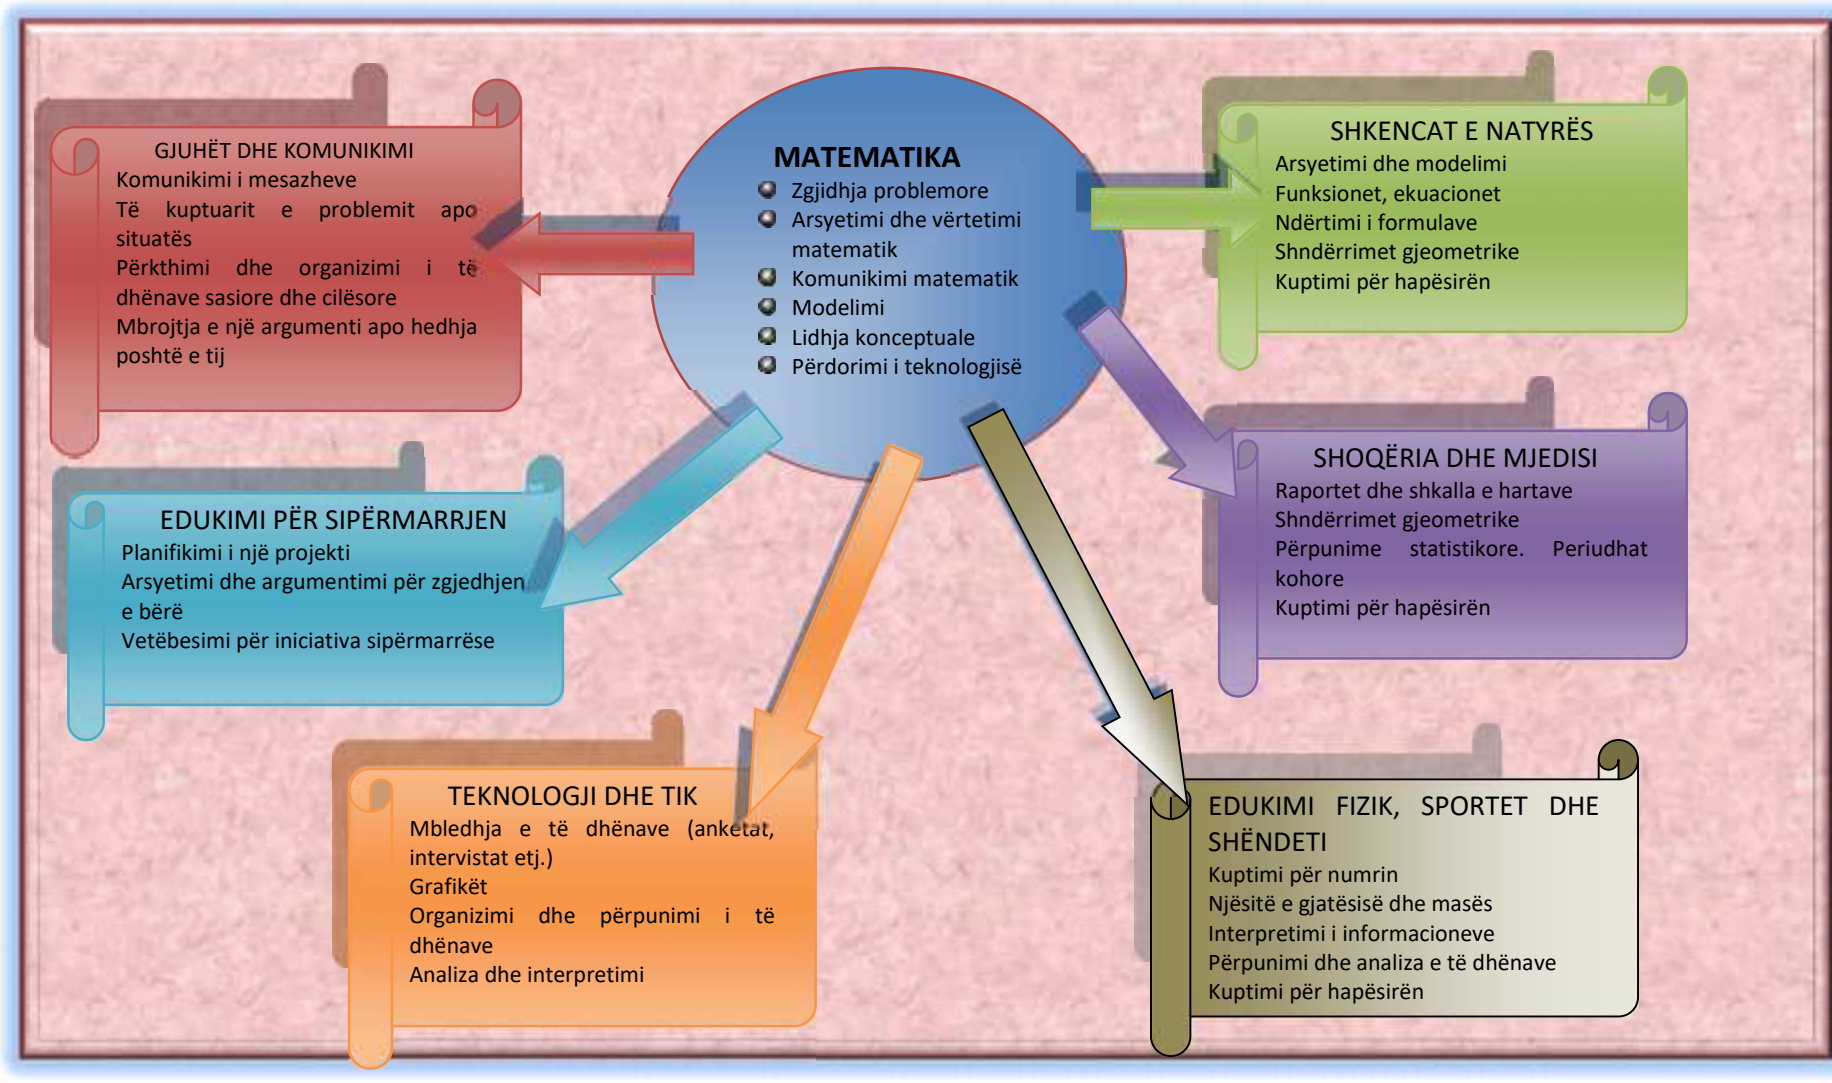 MATEMATIKA
Zgjidhja problemore
Arsyetimi dhe vërtetimi
matematik
Komunikimi matematik
Modelimi
Lidhja konceptuale
Përdorimi i teknologjisë
GJUHËT DHE KOMUNIKIMI
Komunikimi i mesazheve
Të kuptuarit e problemit apo
situatës
Përkthimi dhe organizimi i të
dhënave sasiore dhe cilësore
Mbrojtja e një argumenti apo hedhja
poshtë e tij
SHKENCAT E NATYRËS
Arsyetimi dhe modelimi
Funksionet, ekuacionet
Ndërtimi i formulave
Shndërrimet gjeometrike
Kuptimi për hapësirën
EDUKIMI PËR SIPËRMARRJEN
Planifikimi i një projekti
Arsyetimi dhe argumentimi për zgjedhjen
e bërë
Vetëbesimi për iniciativa sipërmarrëse
SHOQËRIA DHE MJEDISI
Raportet dhe shkalla e hartave
Shndërrimet gjeometrike
Përpunime statistikore. Periudhat
kohore
Kuptimi për hapësirën
TEKNOLOGJI DHE TIK
Mbledhja e të dhënave (anketat,
intervistat etj.)
Grafikët
Organizimi dhe përpunimi i të
dhënave
Analiza dhe interpretimi
EDUKIMI FIZIK, SPORTET DHE
SHËNDETI
Kuptimi për numrin
Njësitë e gjatësisë dhe masës
Interpretimi i informacioneve
Përpunimi dhe analiza e të dhënave
Kuptimi për hapësirën